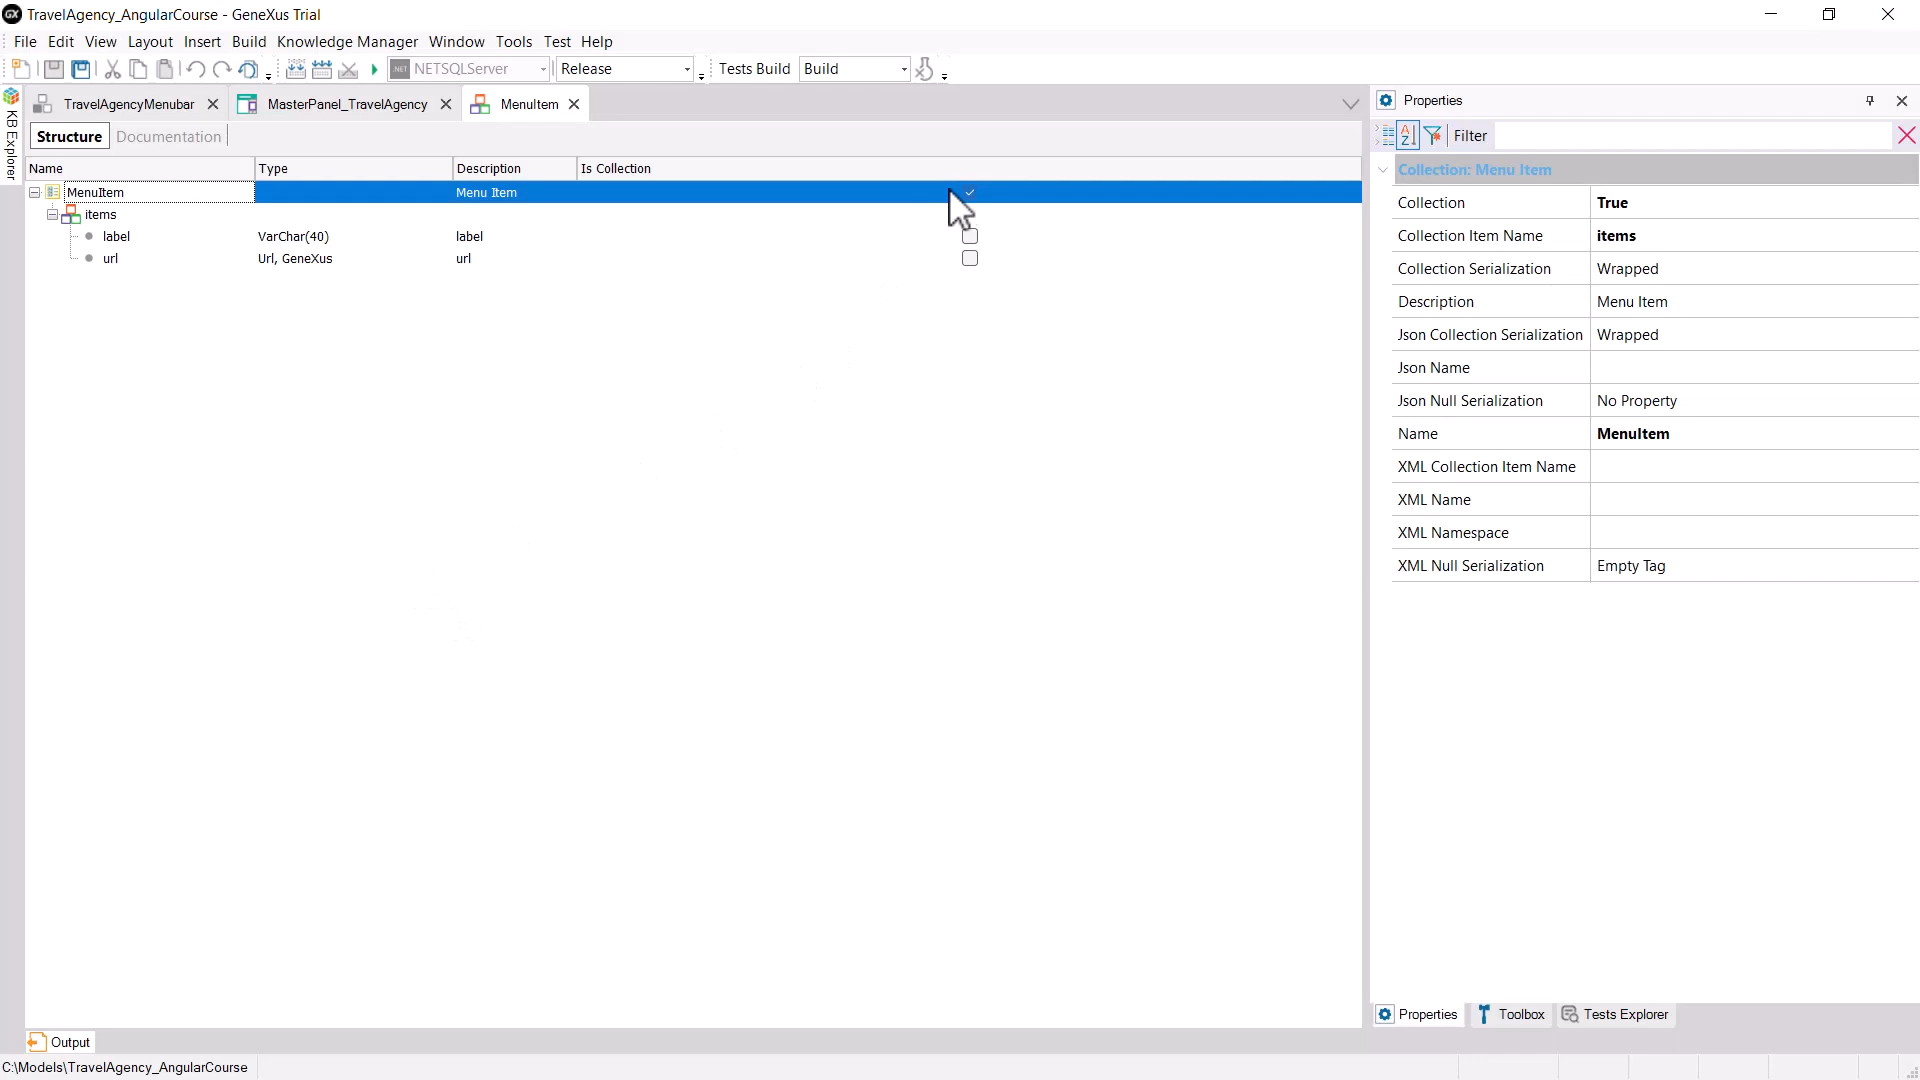 TravelAgency_AngularCourse - GeneXus Trial
File Edit View Layout Insert Build Knowledge Manager Window Tools Test Help
NETSQLServer Release Tests Build Build
TravelAgencyMenubar MasterPanel_TravelAgency MenuItem
KB Explorer
Structure Documentation
Name Type Description Is Collection
MenuItem Menu Item
items
label VarChar(40) label
url Url, GeneXus url
Properties
Filter
Collection: Menu Item
Collection True
Collection Item Name items
Collection Serialization Wrapped
Description Menu Item
Json Collection Serialization Wrapped
Json Name
Json Null Serialization No Property
Name MenuItem
XML Collection Item Name
XML Name
XML Namespace
XML Null Serialization Empty Tag
Properties Toolbox Tests Explorer
Output
C:\Models\TravelAgency_AngularCourse